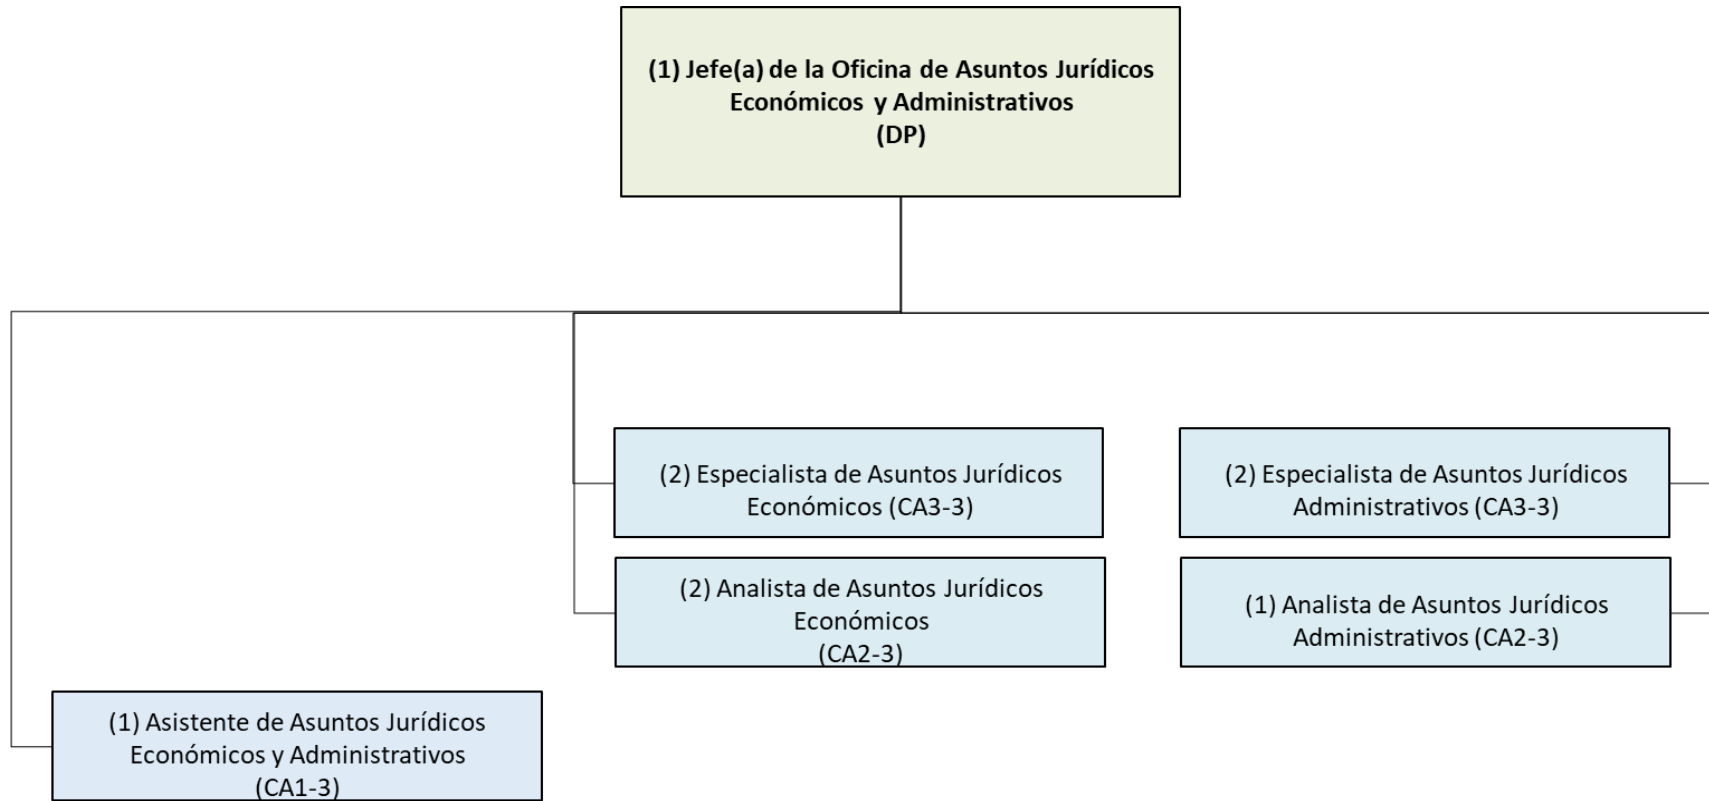 (1) Jefe(a) de la Oficina de Asuntos Jurídicos
Económicos y Administrativos
(DP)
(2) Especialista de Asuntos Jurídicos
Económicos (CA3-3)
(2) Especialista de Asuntos Jurídicos
Administrativos (CA3-3)
(2) Analista de Asuntos Jurídicos
Económicos
(CA2-3)
(1) Analista de Asuntos Jurídicos
Administrativos (CA2-3)
(1) Asistente de Asuntos Jurídicos
Económicos y Administrativos
(CA1-3)